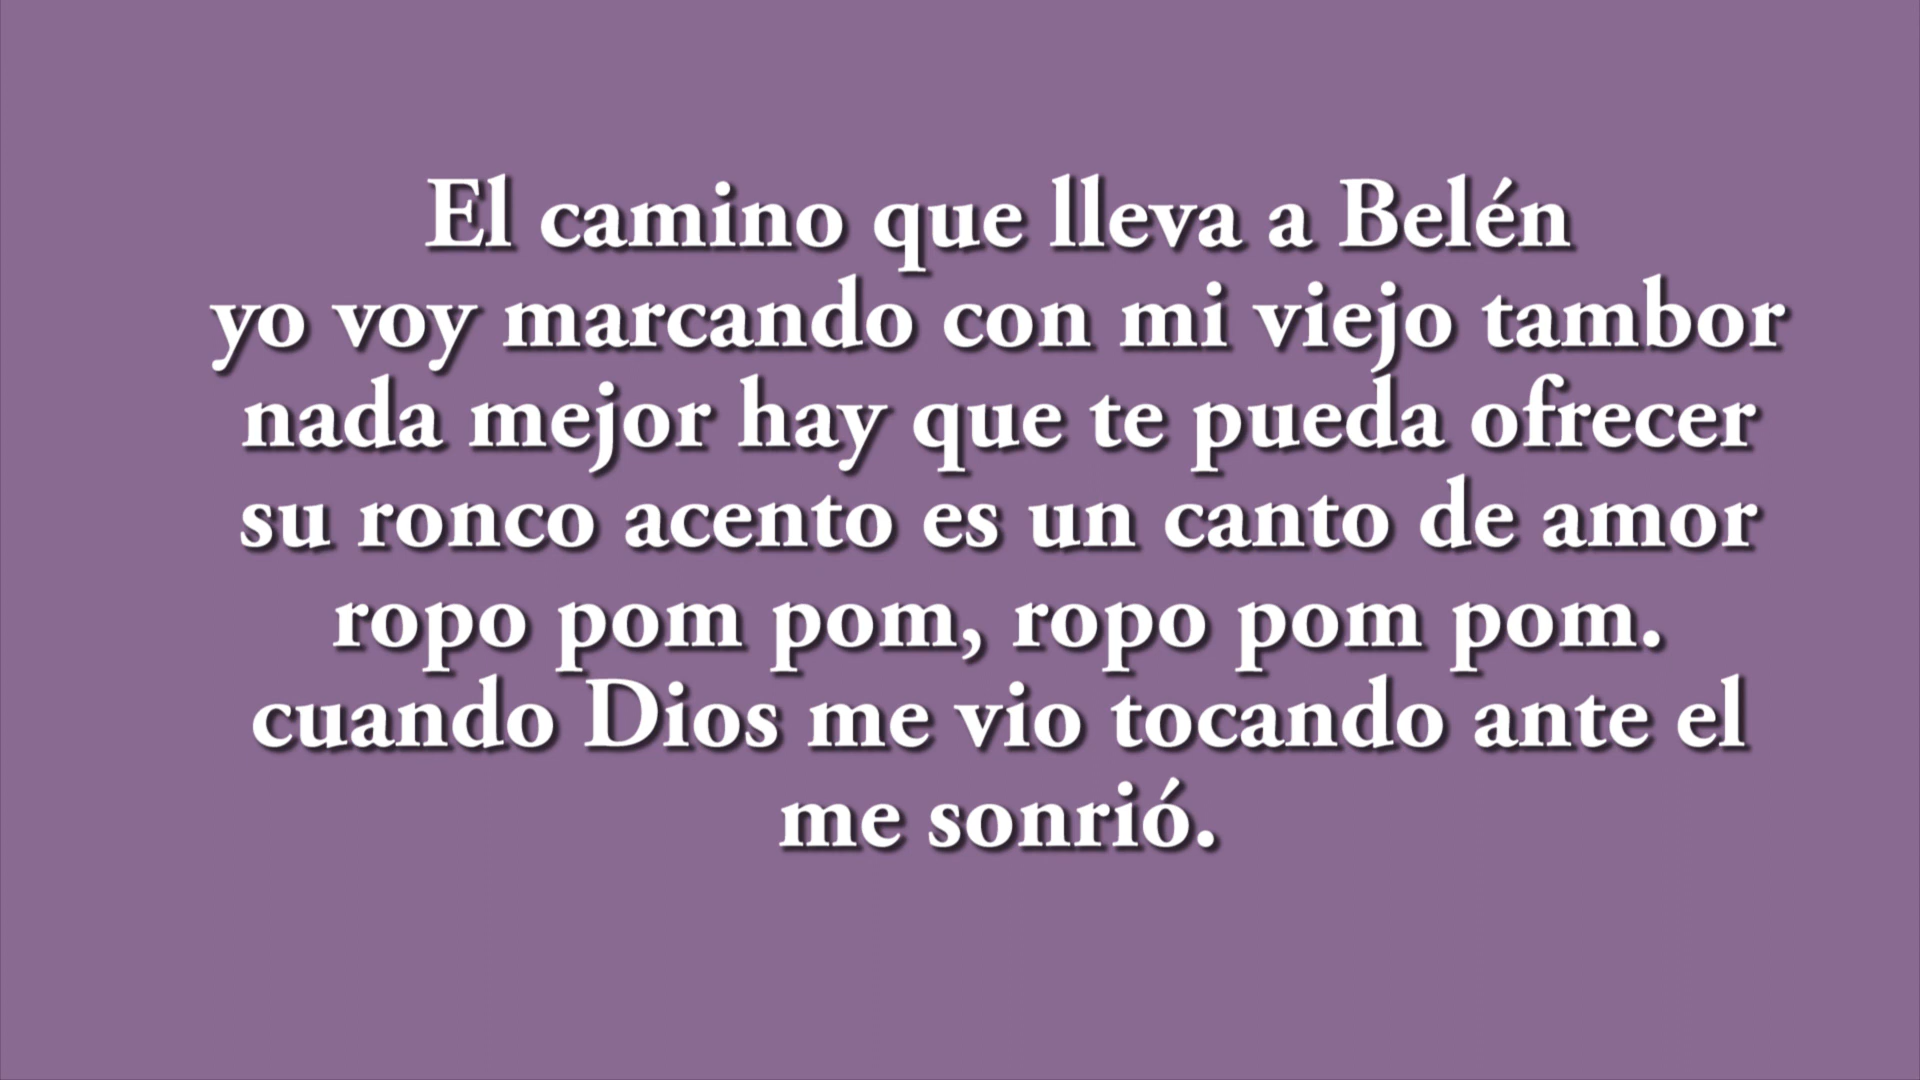 El camino que lleva a Belén
yo voy marcando con mi viejo tambor
nada mejor hay que te pueda ofrecer
su ronco acento es un canto de amor
ropo pom pom, ropo pom pom.
cuando Dios me vio tocando ante el
me sonrió.